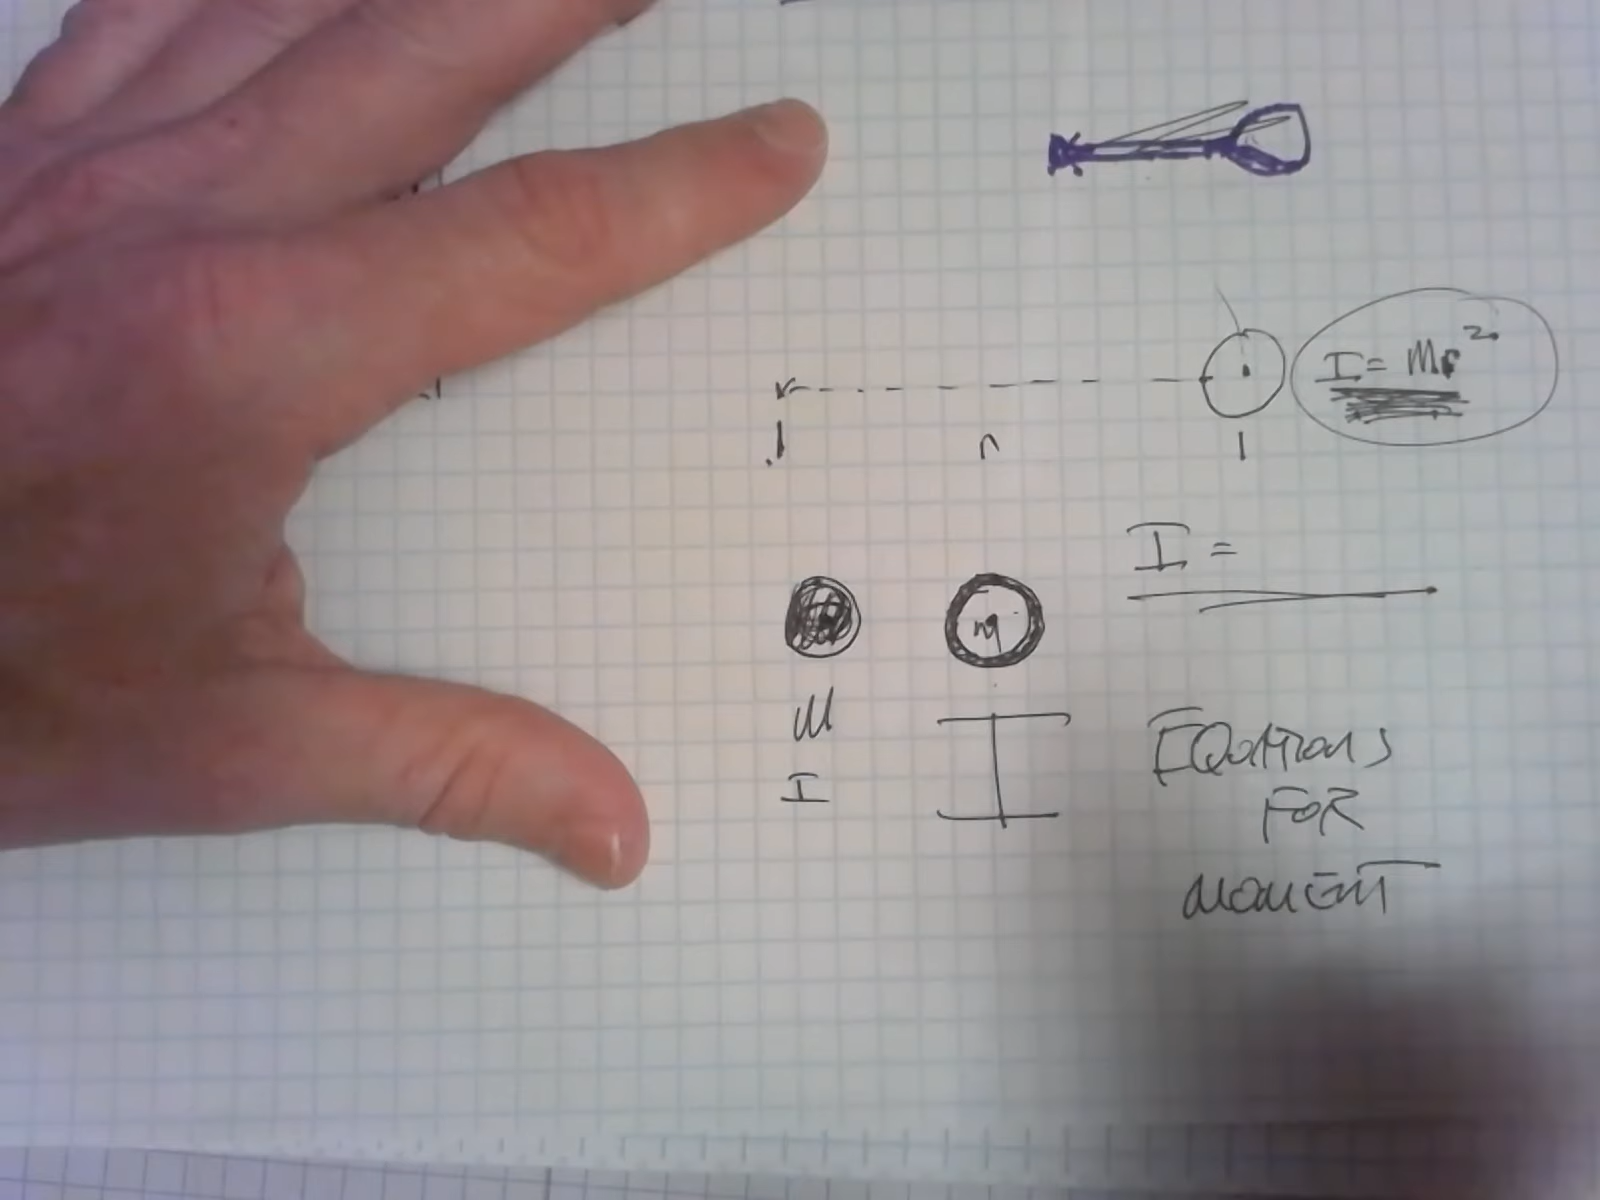 I = Mr²
r
I =
m
M
I
I
EQUATIONS
FOR
MOMENT